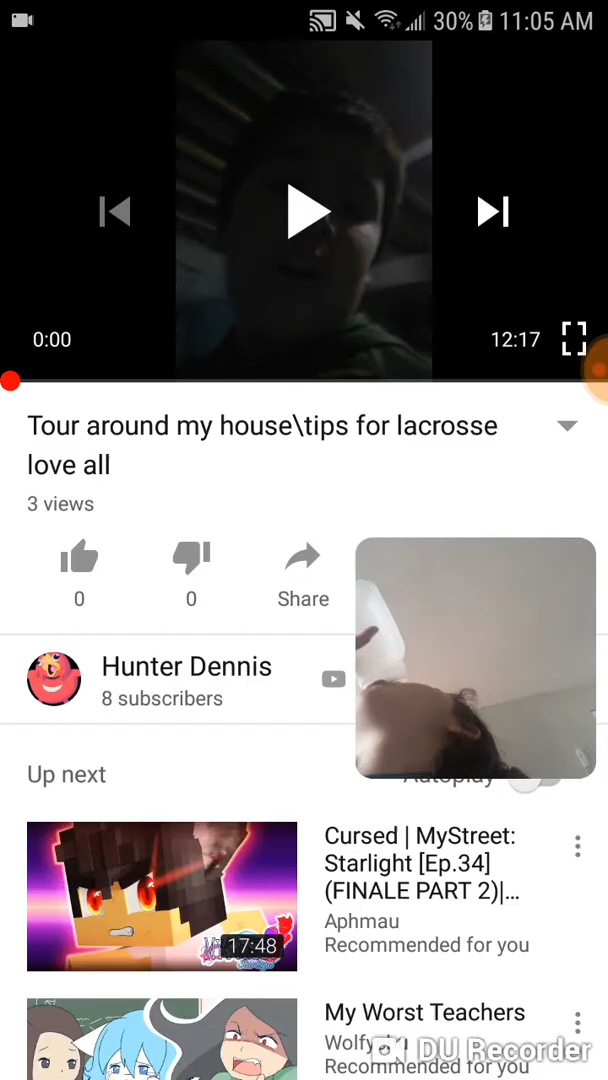 30% 11:05 AM
0:00
12:17
Tour around my house\tips for lacrosse
love all
3 views
0
0
Share
Hunter Dennis
8 subscribers
Up next
Autoplay
Cursed | MyStreet:
Starlight [Ep.34]
(FINALE PART 2)|...
Aphmau
Recommended for you
17:48
My Worst Teachers
Recommended for you
DU Recorder